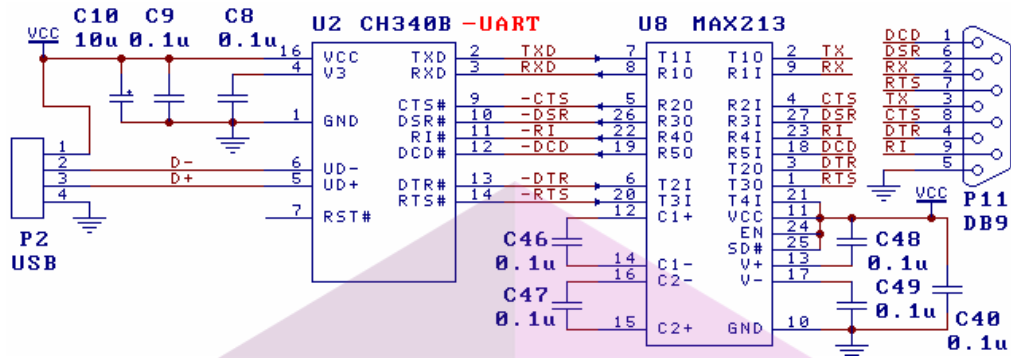 C10 C9 C8 U2 CH340B -UART U8 MAX213
VCC 10u 0.1u 0.1u
16 VCC TXD 2 TXD 7 T1I T1O 2 TX DCD 1
4 V3 RXD 3 RXD 8 R1O R1I 9 RX DSR 6
RX 2
RTS 7
CTS# 9 -CTS 5 R2O R2I 4 CTS TX 3
1 GND DSR# 10 -DSR 26 R3O R3I 27 DSR CTS 8
RI# 11 -RI 22 R4O R4I 23 RI DTR 4
DCD# 12 -DCD 19 R5O R5I 18 DCD RI 9
1
2 D- 6 UD- T2O 3 DTR 5
3 D+ 5 UD+ DTR# 13 -DTR 6 T2I T3O 1 RTS
4 RTS# 14 -RTS 20 T3I T4I 21 VCC P11
7 RST# 12 C1+ VCC 11 DB9
P2 EN 24
USB C46 SD# 25 C48
0.1u 14 C1- V+ 13 0.1u
16 C2- V- 17
C47 C49
0.1u 0.1u
15 C2+ GND 10 C40
0.1u